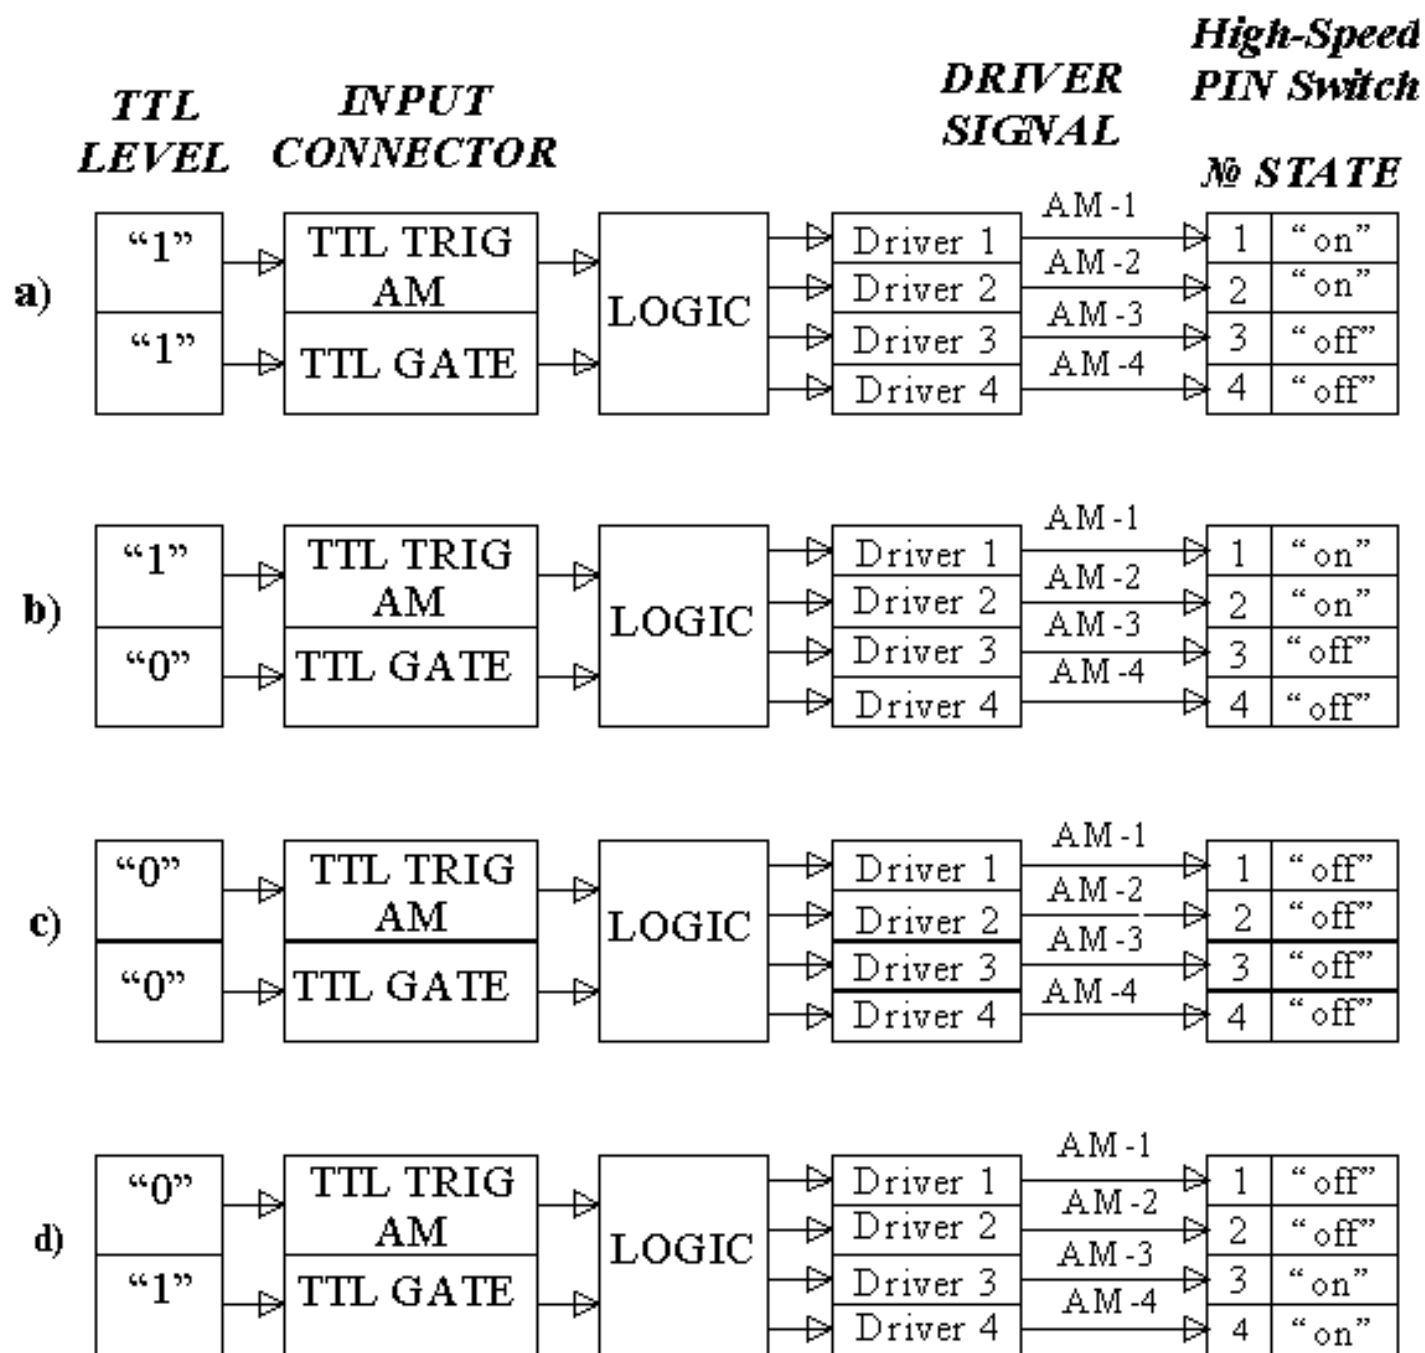 High-Speed
PIN Switch
DRIVER
SIGNAL
TTL
LEVEL
INPUT
CONNECTOR
№ STATE
a)
“1”
“1”
TTL TRIG
AM
TTL GATE
LOGIC
Driver 1
Driver 2
Driver 3
Driver 4
AM-1
AM-2
AM-3
AM-4
1 “on”
2 “on”
3 “off”
4 “off”
b)
“1”
“0”
TTL TRIG
AM
TTL GATE
LOGIC
Driver 1
Driver 2
Driver 3
Driver 4
AM-1
AM-2
AM-3
AM-4
1 “on”
2 “on”
3 “off”
4 “off”
c)
“0”
“0”
TTL TRIG
AM
TTL GATE
LOGIC
Driver 1
Driver 2
Driver 3
Driver 4
AM-1
AM-2
AM-3
AM-4
1 “off”
2 “off”
3 “off”
4 “off”
d)
“0”
“1”
TTL TRIG
AM
TTL GATE
LOGIC
Driver 1
Driver 2
Driver 3
Driver 4
AM-1
AM-2
AM-3
AM-4
1 “off”
2 “off”
3 “on”
4 “on”